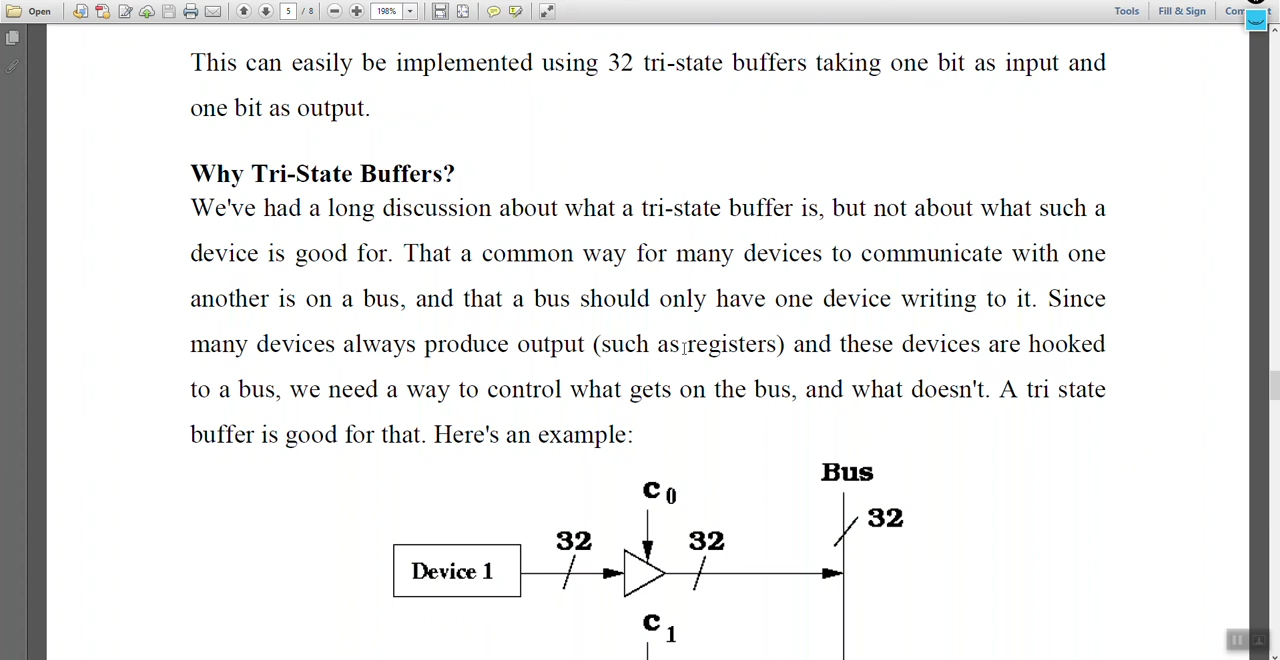 Open
5 / 8
198%
Tools
Fill & Sign
This can easily be implemented using 32 tri-state buffers taking one bit as input and
one bit as output.
Why Tri-State Buffers?
We've had a long discussion about what a tri-state buffer is, but not about what such a
device is good for. That a common way for many devices to communicate with one
another is on a bus, and that a bus should only have one device writing to it. Since
many devices always produce output (such as registers) and these devices are hooked
to a bus, we need a way to control what gets on the bus, and what doesn't. A tri state
buffer is good for that. Here's an example:
Bus
c 0
32
32
32
Device 1
c 1